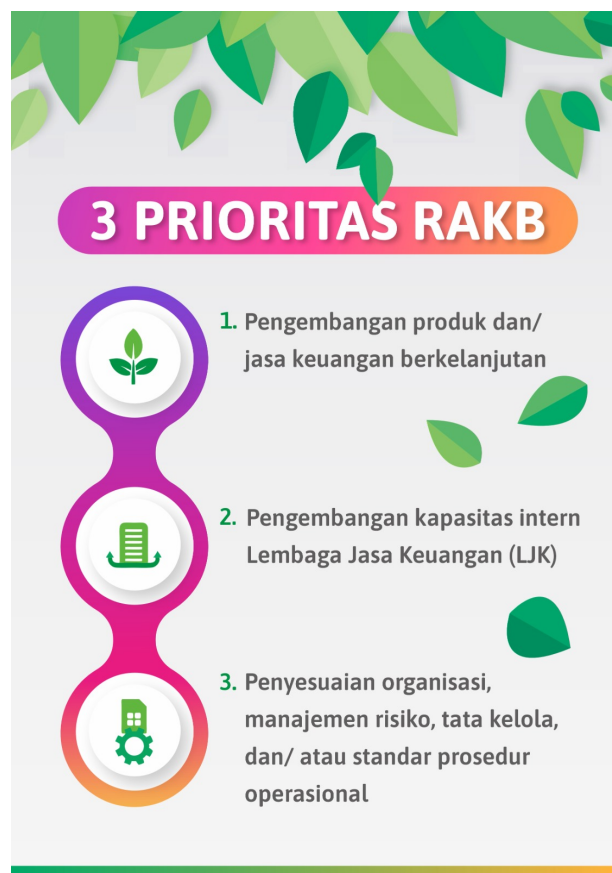 3 PRIORITAS RAKB
1. Pengembangan produk dan/
jasa keuangan berkelanjutan
2. Pengembangan kapasitas intern
Lembaga Jasa Keuangan (LJK)
3. Penyesuaian organisasi,
manajemen risiko, tata kelola,
dan/ atau standar prosedur
operasional